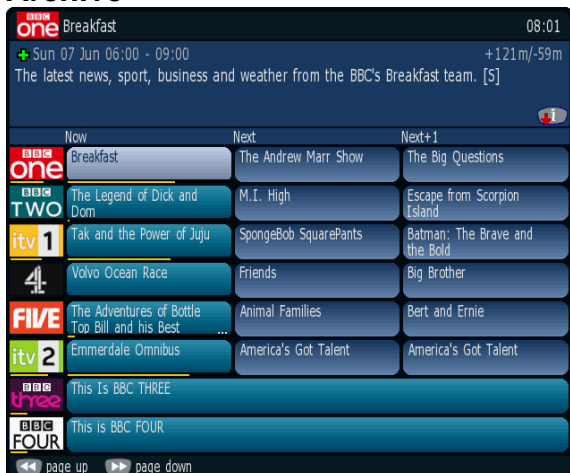 BBC one Breakfast 08:01
Sun 07 Jun 06:00 - 09:00 +121m/-59m
The latest news, sport, business and weather from the BBC's Breakfast team. [S]
i
Now Next Next+1
BBC one Breakfast The Andrew Marr Show The Big Questions
BBC TWO The Legend of Dick and Dom M.I. High Escape from Scorpion Island
itv 1 Tak and the Power of Juju SpongeBob SquarePants Batman: The Brave and the Bold
4 Volvo Ocean Race Friends Big Brother
FIVE The Adventures of Bottle Top Bill and his Best ... Animal Families Bert and Ernie
itv 2 Emmerdale Omnibus America's Got Talent America's Got Talent
BBC three This Is BBC THREE
BBC FOUR This is BBC FOUR
page up page down